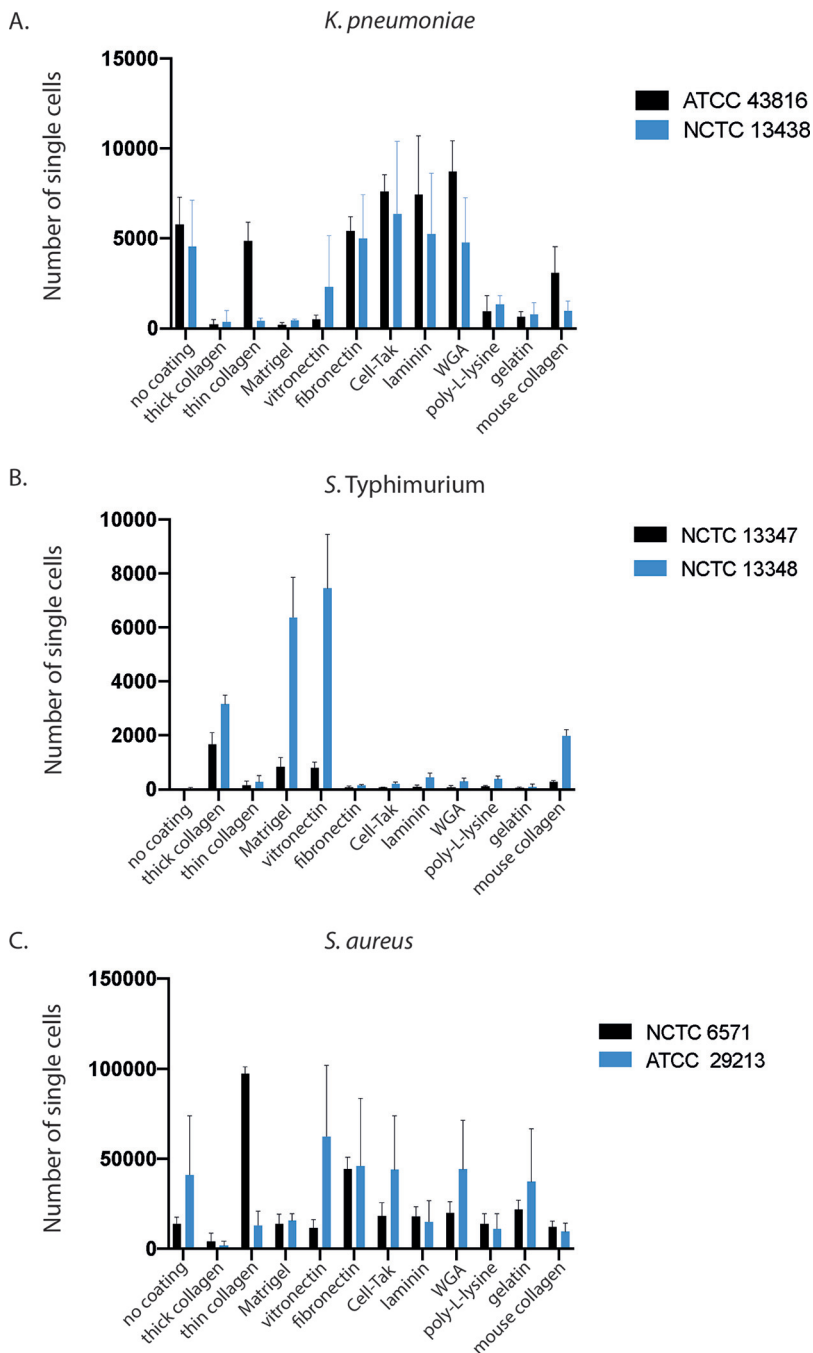 A.
K. pneumoniae
Number of single cells
15000
10000
5000
0
ATCC 43816
NCTC 13438
no coating
thick collagen
thin collagen
Matrigel
vitronectin
fibronectin
Cell-Tak
laminin
WGA
poly-L-lysine
gelatin
mouse collagen
B.
S. Typhimurium
Number of single cells
10000
8000
6000
4000
2000
0
NCTC 13347
NCTC 13348
no coating
thick collagen
thin collagen
Matrigel
vitronectin
fibronectin
Cell-Tak
laminin
WGA
poly-L-lysine
gelatin
mouse collagen
C.
S. aureus
Number of single cells
150000
100000
50000
0
NCTC 6571
ATCC 29213
no coating
thick collagen
thin collagen
Matrigel
vitronectin
fibronectin
Cell-Tak
laminin
WGA
poly-L-lysine
gelatin
mouse collagen